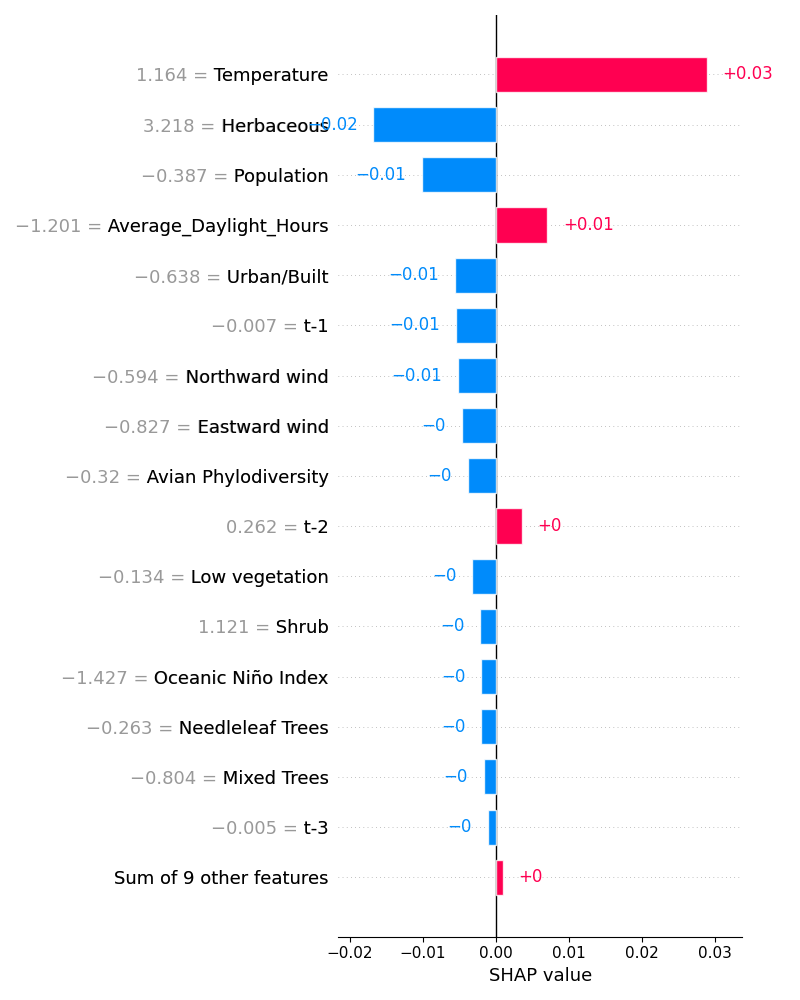 1.164 = Temperature +0.03
3.218 = Herbaceous −0.02
−0.387 = Population −0.01
−1.201 = Average_Daylight_Hours +0.01
−0.638 = Urban/Built −0.01
−0.007 = t-1 −0.01
−0.594 = Northward wind −0.01
−0.827 = Eastward wind −0
−0.32 = Avian Phylodiversity −0
0.262 = t-2 +0
−0.134 = Low vegetation −0
1.121 = Shrub −0
−1.427 = Oceanic Niño Index −0
−0.263 = Needleleaf Trees −0
−0.804 = Mixed Trees −0
−0.005 = t-3 −0
Sum of 9 other features +0
−0.02 −0.01 0.00 0.01 0.02 0.03
SHAP value